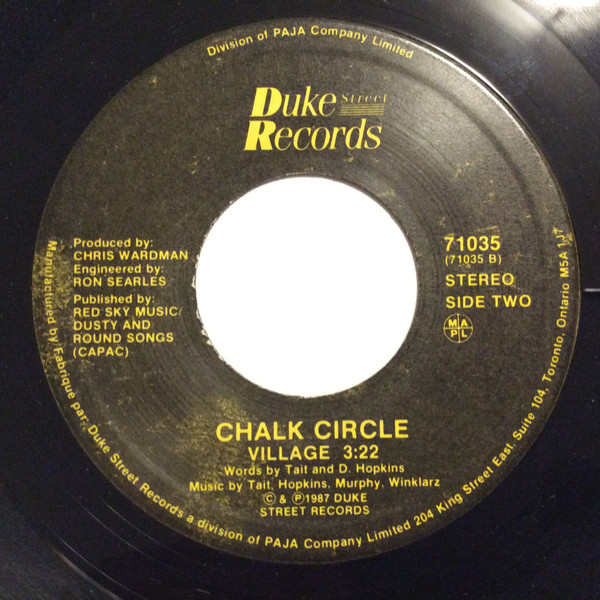 Division of PAJA Company Limited
Duke Street
Records
Produced by:
CHRIS WARDMAN
Engineered by:
RON SEARLES
Published by:
RED SKY MUSIC/
DUSTY AND
ROUND SONGS
(CAPAC)
71035
(71035 B)
STEREO
SIDE TWO
M A
P L
CHALK CIRCLE
VILLAGE 3:22
Words by Tait and D. Hopkins
Music by Tait, Hopkins, Murphy, Winklarz
© & ℗ 1987 DUKE
STREET RECORDS
Manufactured by / Fabrique par: Duke Street Records a division of PAJA Company Limited 204 King Street East, Suite 104, Toronto, Ontario M5A 1J7